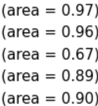 (area = 0.97)
(area = 0.96)
(area = 0.67)
(area = 0.89)
(area = 0.90)